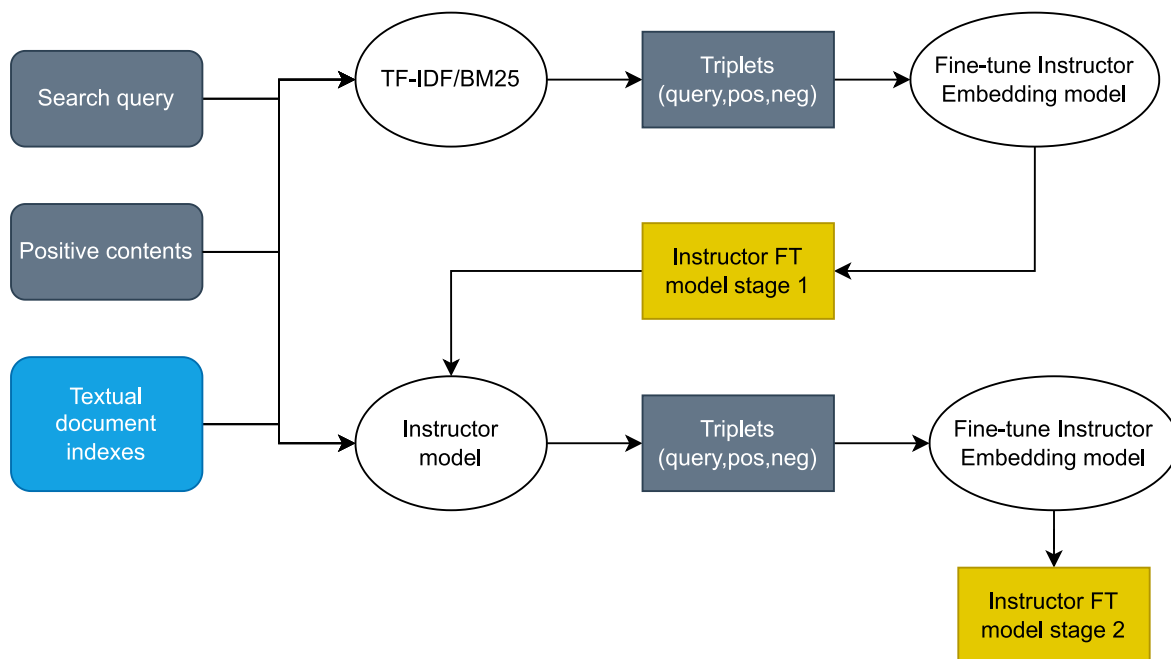 Search query
TF-IDF/BM25
Triplets
(query,pos,neg)
Fine-tune Instructor
Embedding model
Positive contents
Instructor FT
model stage 1
Textual
document
indexes
Instructor
model
Triplets
(query,pos,neg)
Fine-tune Instructor
Embedding model
Instructor FT
model stage 2